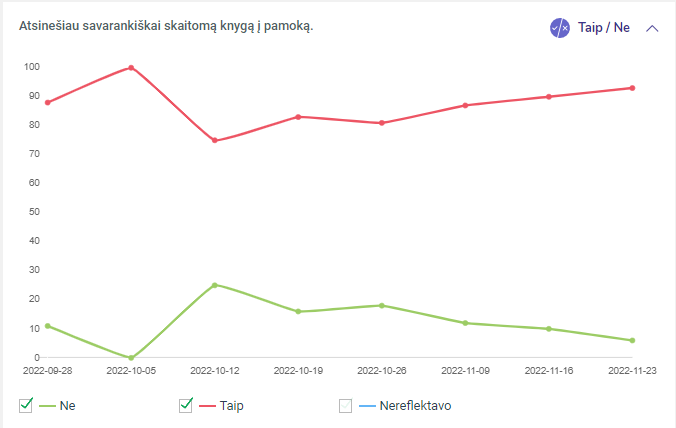 Atsinešiau savarankiškai skaitomą knygą į pamoką.
Taip / Ne
100
90
80
70
60
50
40
30
20
10
0
2022-09-28 2022-10-05 2022-10-12 2022-10-19 2022-10-26 2022-11-09 2022-11-16 2022-11-23
Ne Taip Nereflektavo